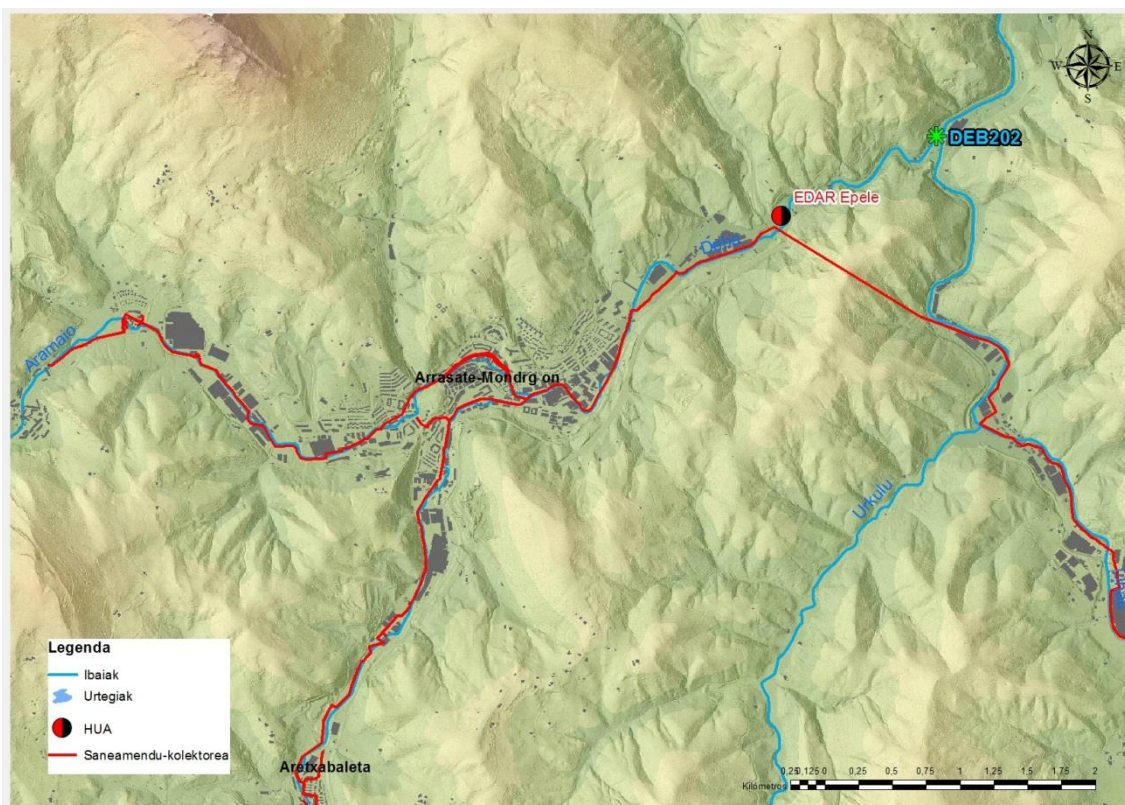 N
W E
S
DEB202
EDAR Epele
Deba
Aramaio
Arrasate-Mondrg on
Urkulu
Legenda
Ibaiak
Urtegiak
HUA
Saneamendu-kolektorea
Aretxabaleta
0,25 0,125 0 0,25 0,5 0,75 1 1,25 1,5 1,75 2
Kilómetros